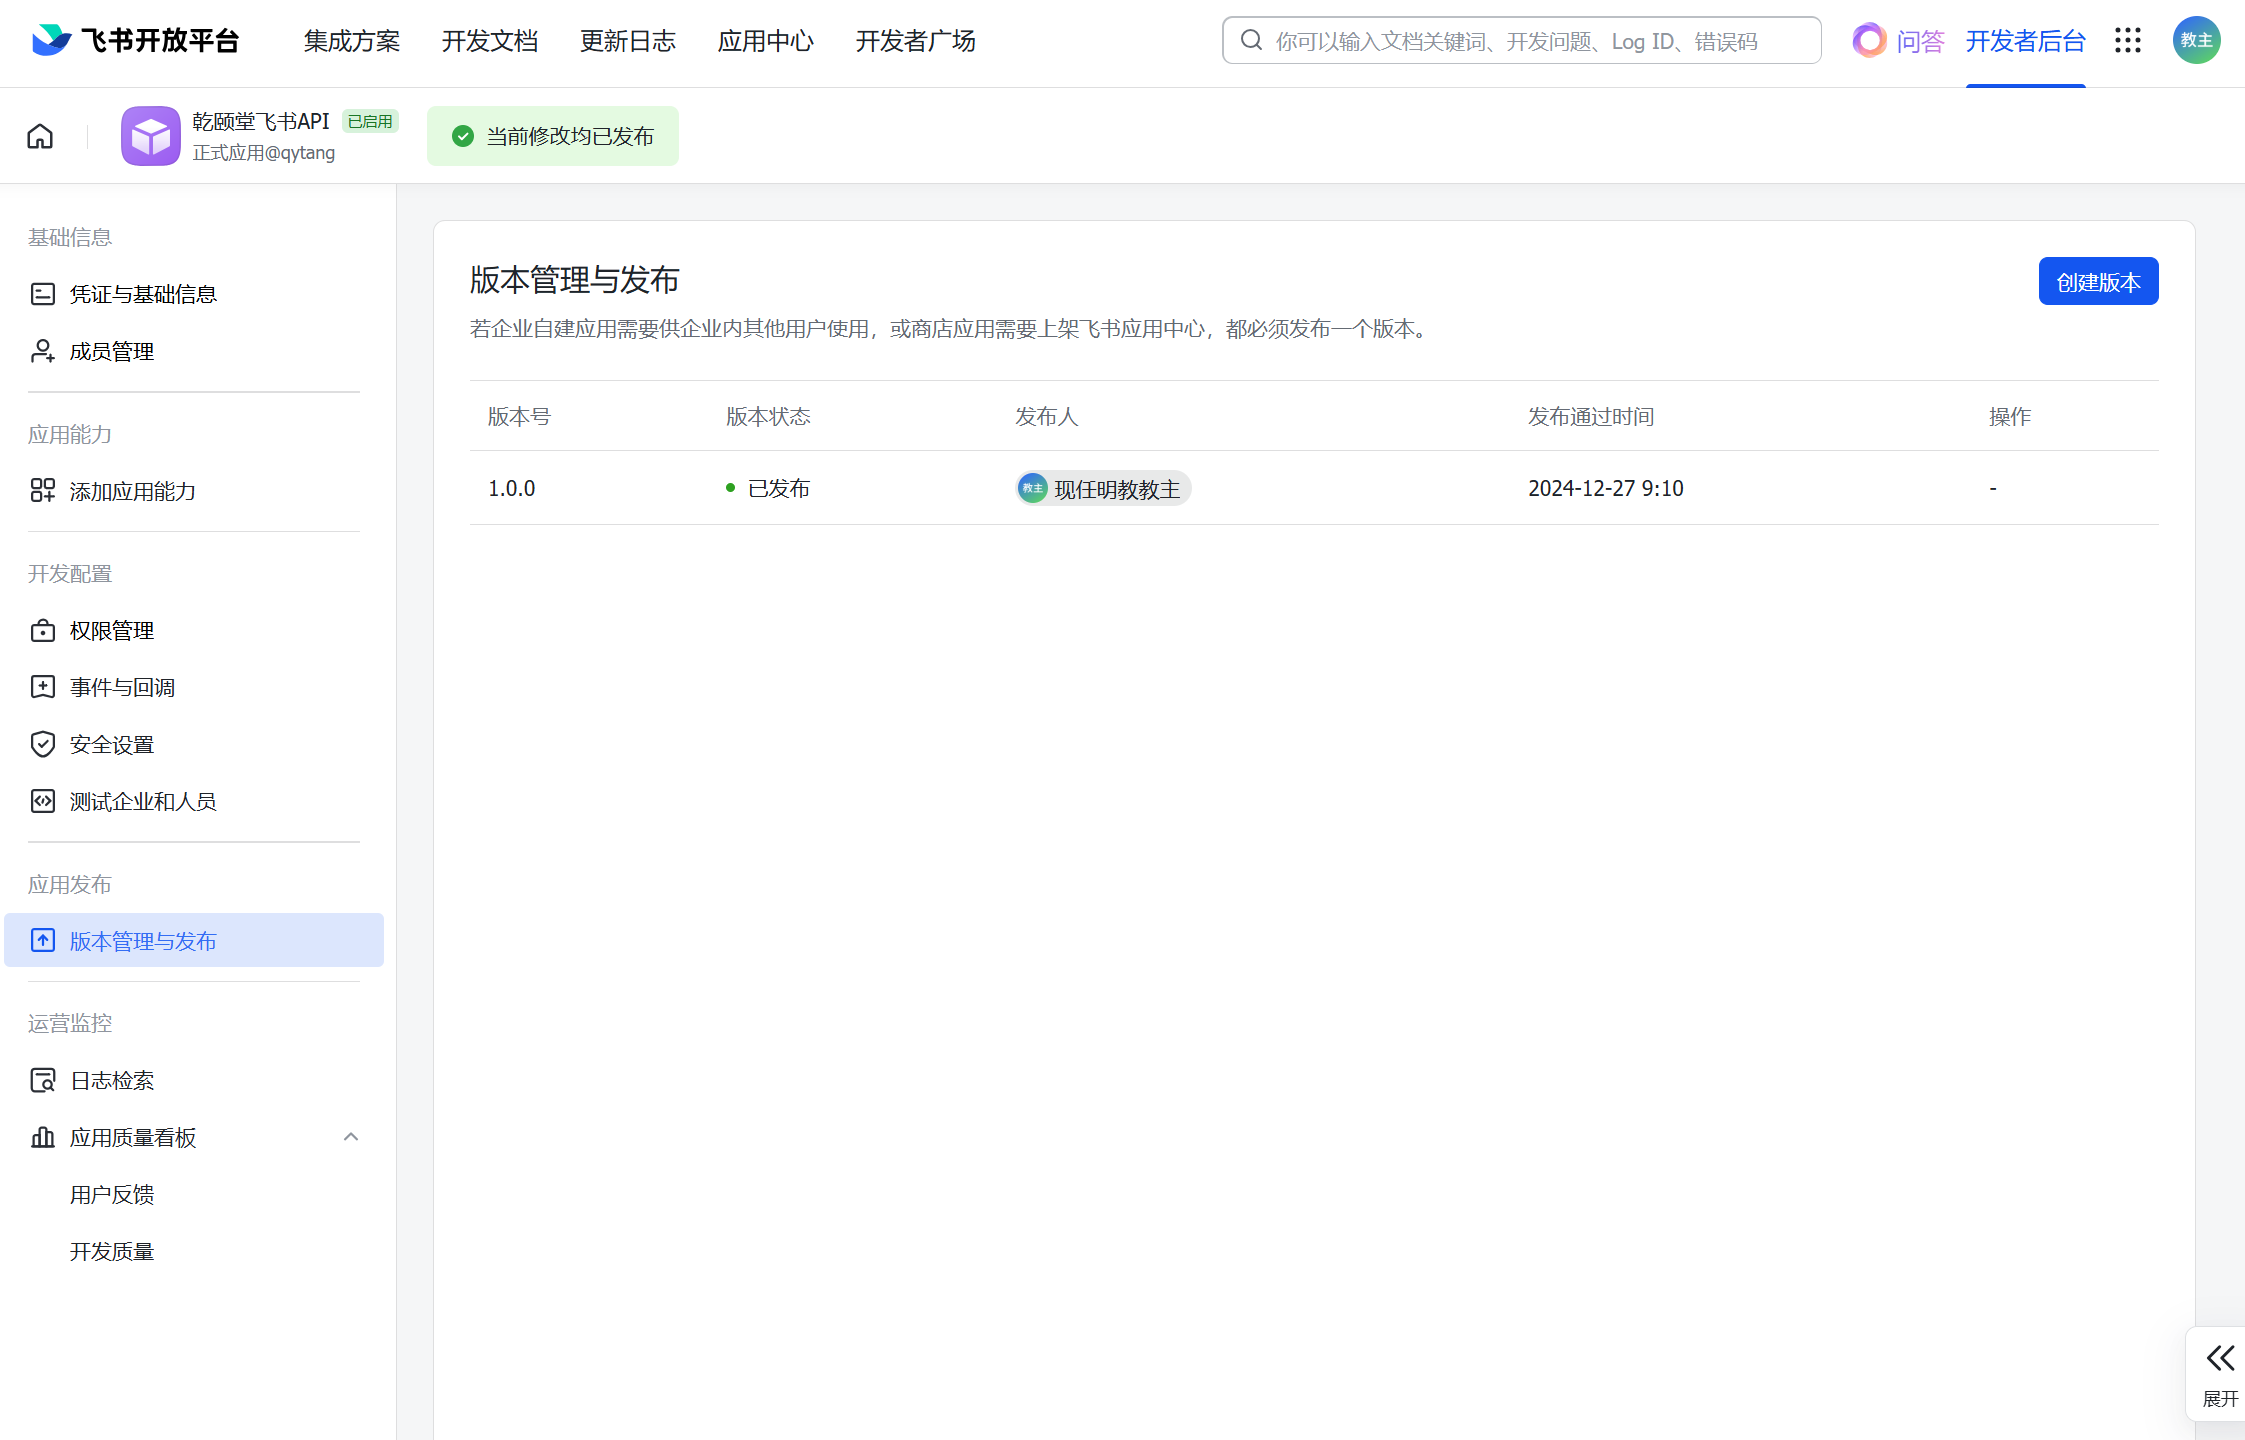 飞书开放平台 集成方案 开发文档 更新日志 应用中心 开发者广场 你可以输入文档关键词、开发问题、Log ID、错误码 问答 开发者后台 教主
乾颐堂飞书API 已启用
正式应用@qytang
当前修改均已发布
基础信息
凭证与基础信息
成员管理
应用能力
添加应用能力
开发配置
权限管理
事件与回调
安全设置
测试企业和人员
应用发布
版本管理与发布
运营监控
日志检索
应用质量看板
用户反馈
开发质量
版本管理与发布
创建版本
若企业自建应用需要供企业内其他用户使用，或商店应用需要上架飞书应用中心，都必须发布一个版本。
版本号 版本状态 发布人 发布通过时间 操作
1.0.0 已发布 教主 现任明教教主 2024-12-27 9:10 -
展开